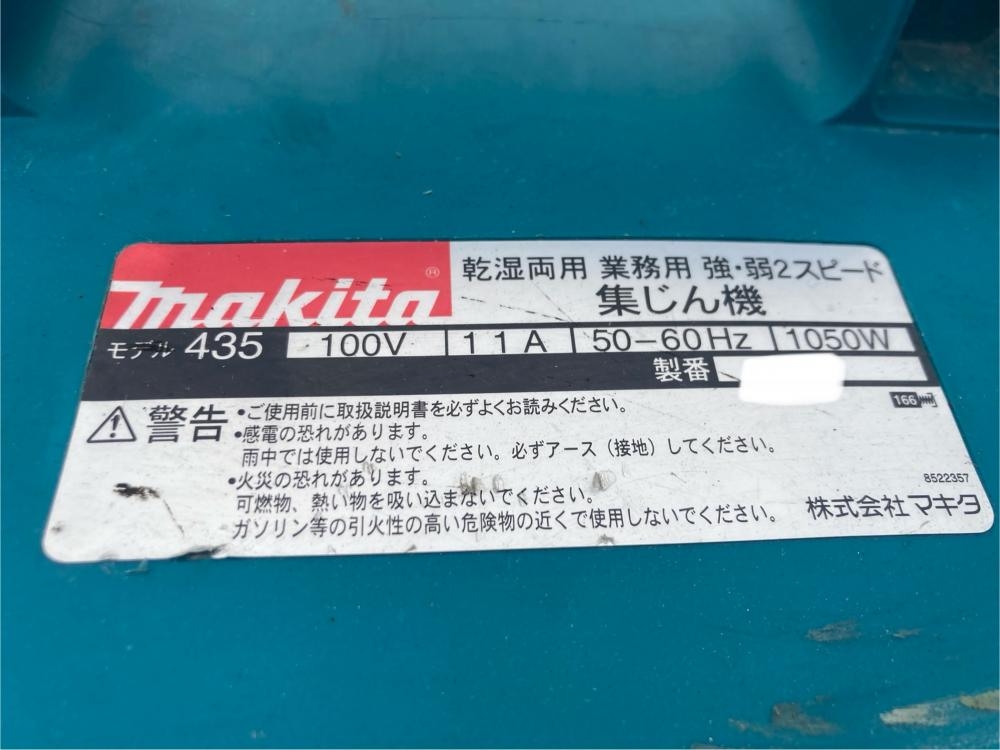 makita®
乾湿両用 業務用 強・弱2スピード
集じん機
モデル 435 100V 11A 50−60Hz 1050W
製番
166
警告
•ご使用前に取扱説明書を必ずよくお読みください。
•感電の恐れがあります。
雨中では使用しないでください。必ずアース（接地）してください。
•火災の恐れがあります。
可燃物、熱い物を吸い込まないでください。
ガソリン等の引火性の高い危険物の近くで使用しないでください。
8522357
株式会社マキタ